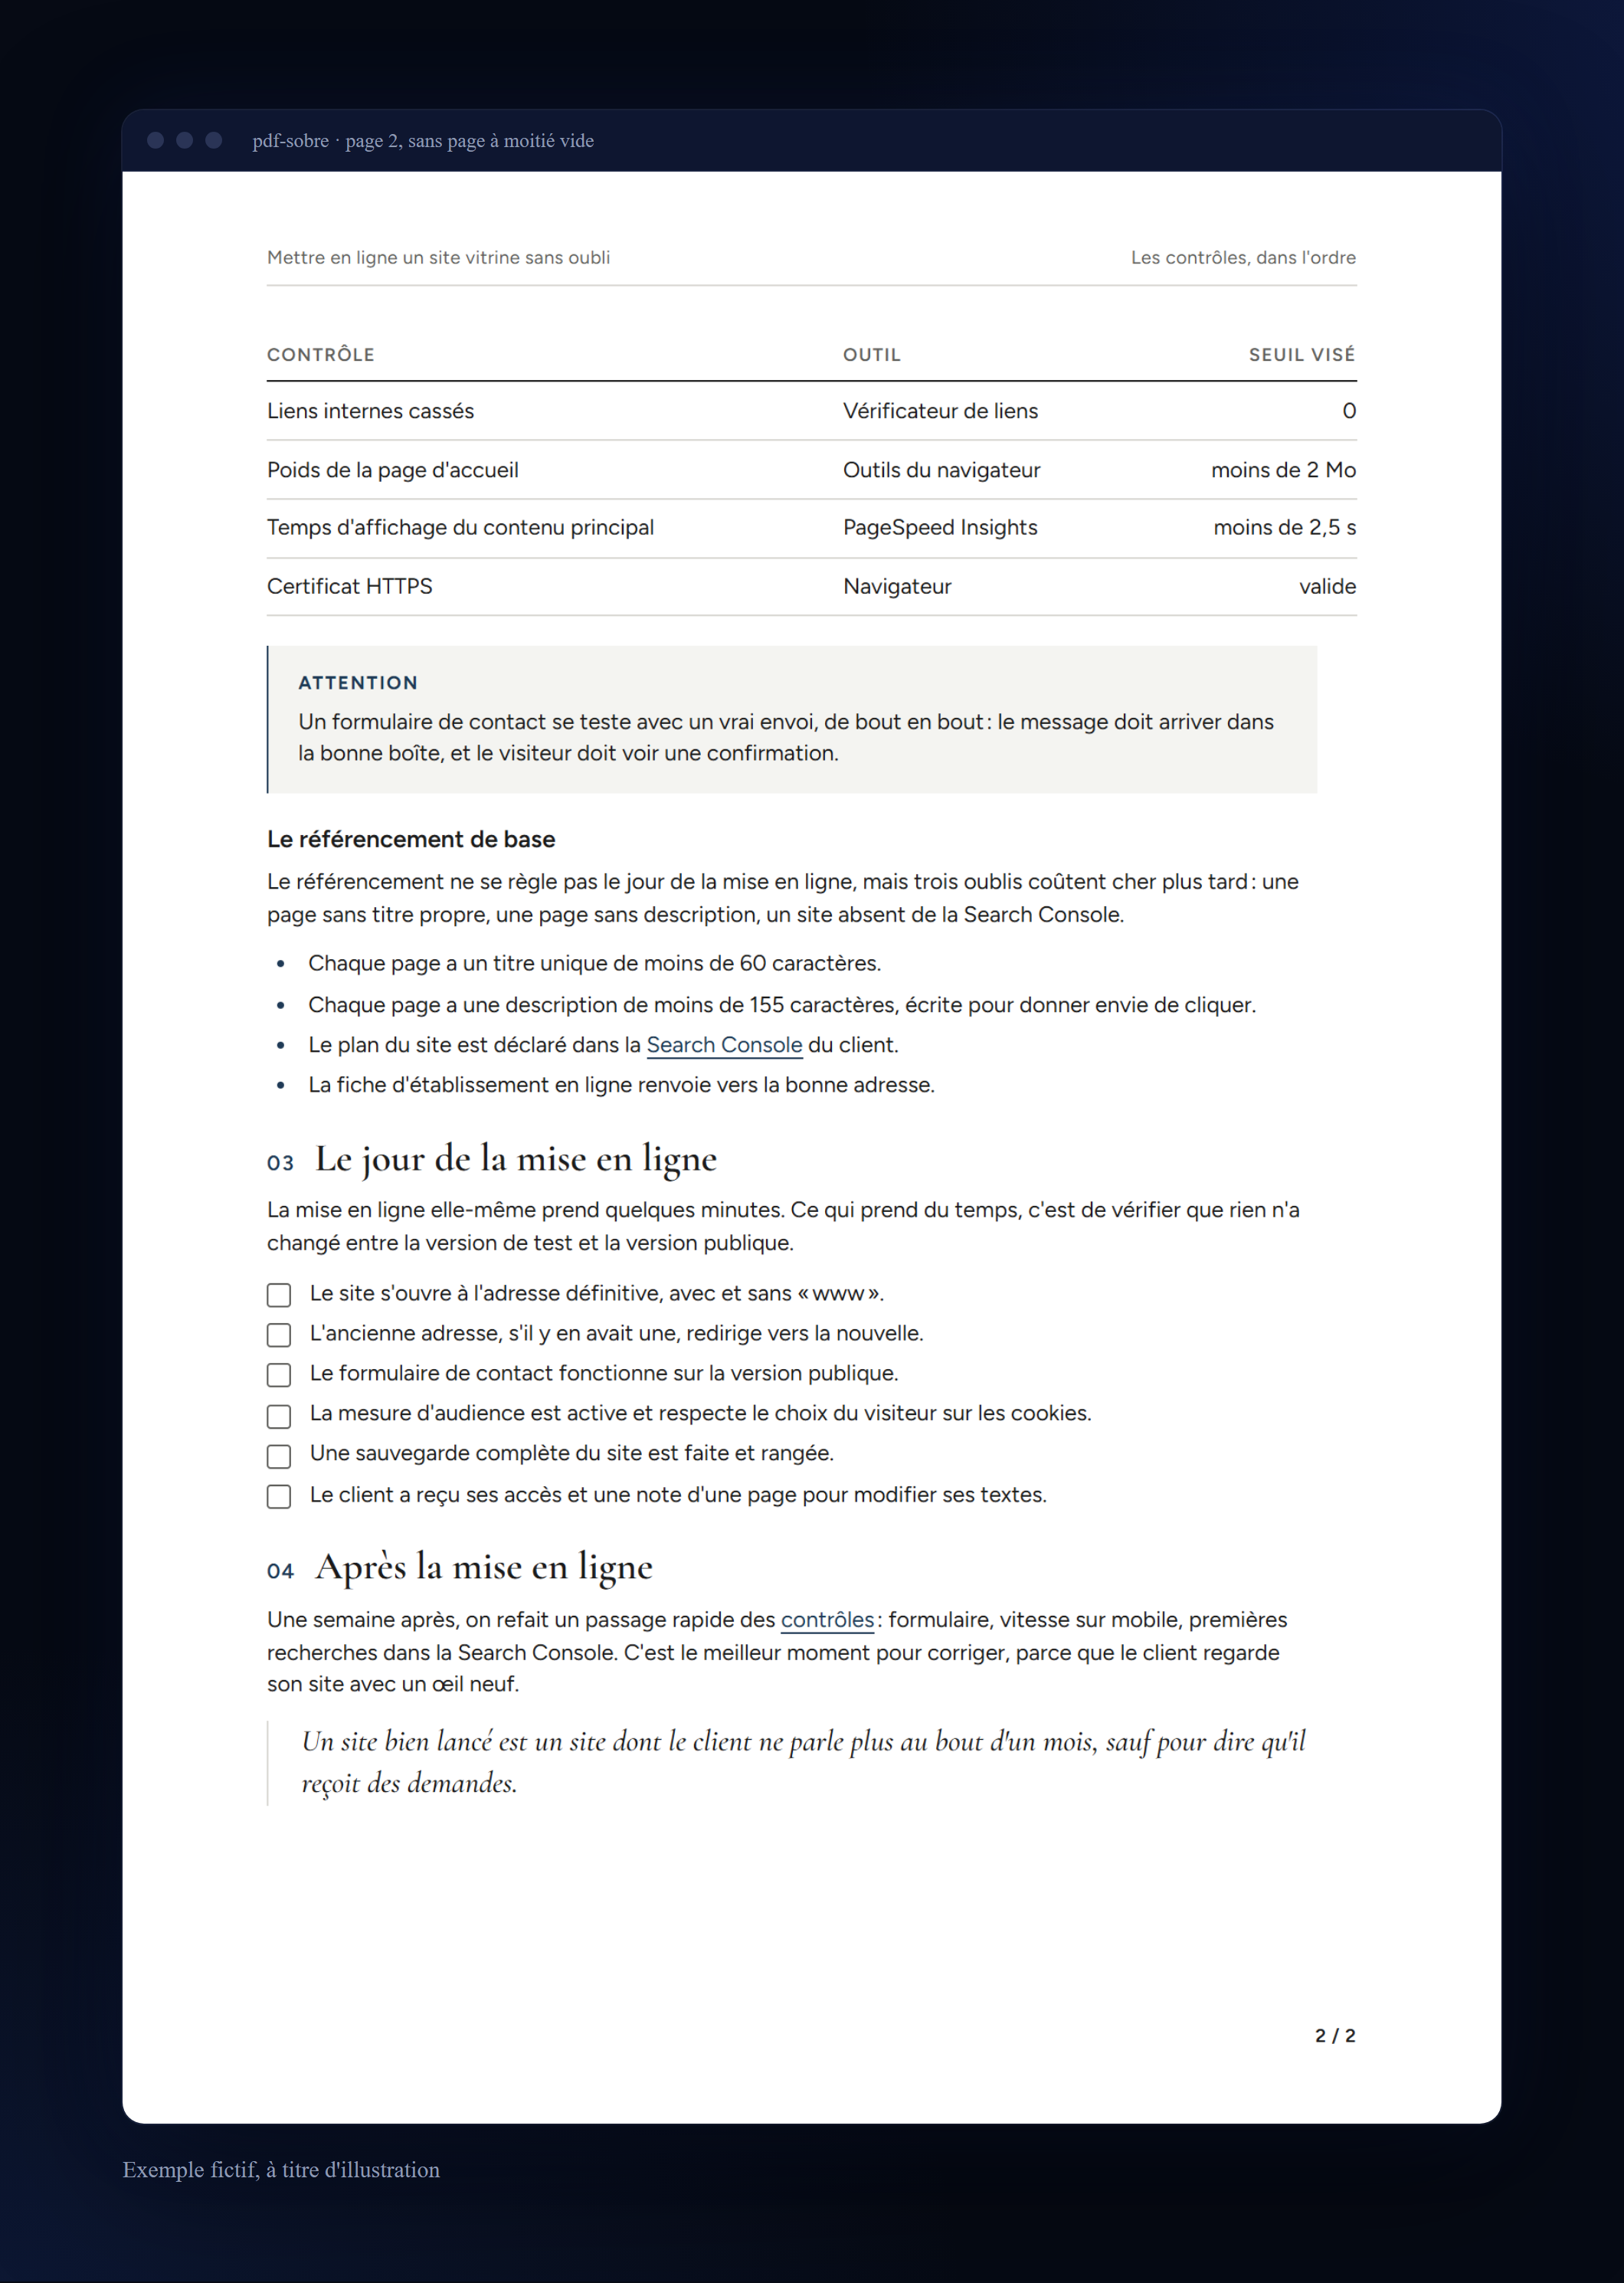 pdf-sobre · page 2, sans page à moitié vide
Mettre en ligne un site vitrine sans oubli
Les contrôles, dans l'ordre
CONTRÔLE OUTIL SEUIL VISÉ
Liens internes cassés Vérificateur de liens 0
Poids de la page d'accueil Outils du navigateur moins de 2 Mo
Temps d'affichage du contenu principal PageSpeed Insights moins de 2,5 s
Certificat HTTPS Navigateur valide
ATTENTION
Un formulaire de contact se teste avec un vrai envoi, de bout en bout : le message doit arriver dans
la bonne boîte, et le visiteur doit voir une confirmation.
Le référencement de base
Le référencement ne se règle pas le jour de la mise en ligne, mais trois oublis coûtent cher plus tard : une
page sans titre propre, une page sans description, un site absent de la Search Console.
• Chaque page a un titre unique de moins de 60 caractères.
• Chaque page a une description de moins de 155 caractères, écrite pour donner envie de cliquer.
• Le plan du site est déclaré dans la Search Console du client.
• La fiche d'établissement en ligne renvoie vers la bonne adresse.
03 Le jour de la mise en ligne
La mise en ligne elle-même prend quelques minutes. Ce qui prend du temps, c'est de vérifier que rien n'a
changé entre la version de test et la version publique.
Le site s'ouvre à l'adresse définitive, avec et sans « www ».
L'ancienne adresse, s'il y en avait une, redirige vers la nouvelle.
Le formulaire de contact fonctionne sur la version publique.
La mesure d'audience est active et respecte le choix du visiteur sur les cookies.
Une sauvegarde complète du site est faite et rangée.
Le client a reçu ses accès et une note d'une page pour modifier ses textes.
04 Après la mise en ligne
Une semaine après, on refait un passage rapide des contrôles : formulaire, vitesse sur mobile, premières
recherches dans la Search Console. C'est le meilleur moment pour corriger, parce que le client regarde
son site avec un œil neuf.
Un site bien lancé est un site dont le client ne parle plus au bout d'un mois, sauf pour dire qu'il
reçoit des demandes.
2 / 2
Exemple fictif, à titre d'illustration